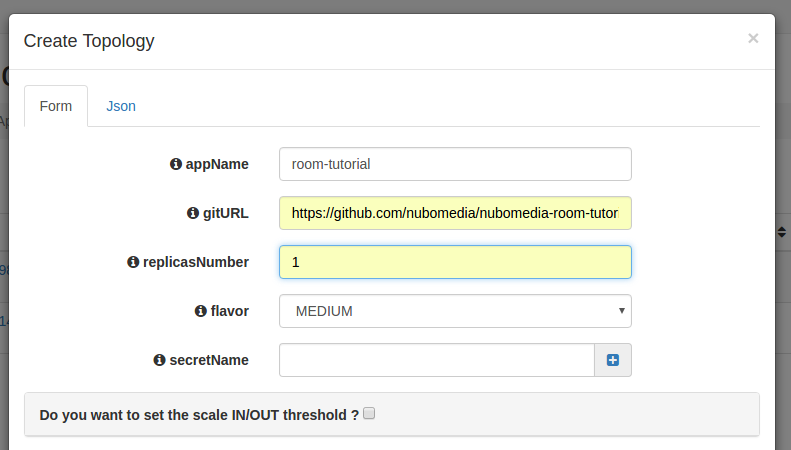 Create Topology ×
Form Json
appName room-tutorial
gitURL https://github.com/nubomedia/nubomedia-room-tutor
replicasNumber 1
flavor MEDIUM
secretName
Do you want to set the scale IN/OUT threshold ?